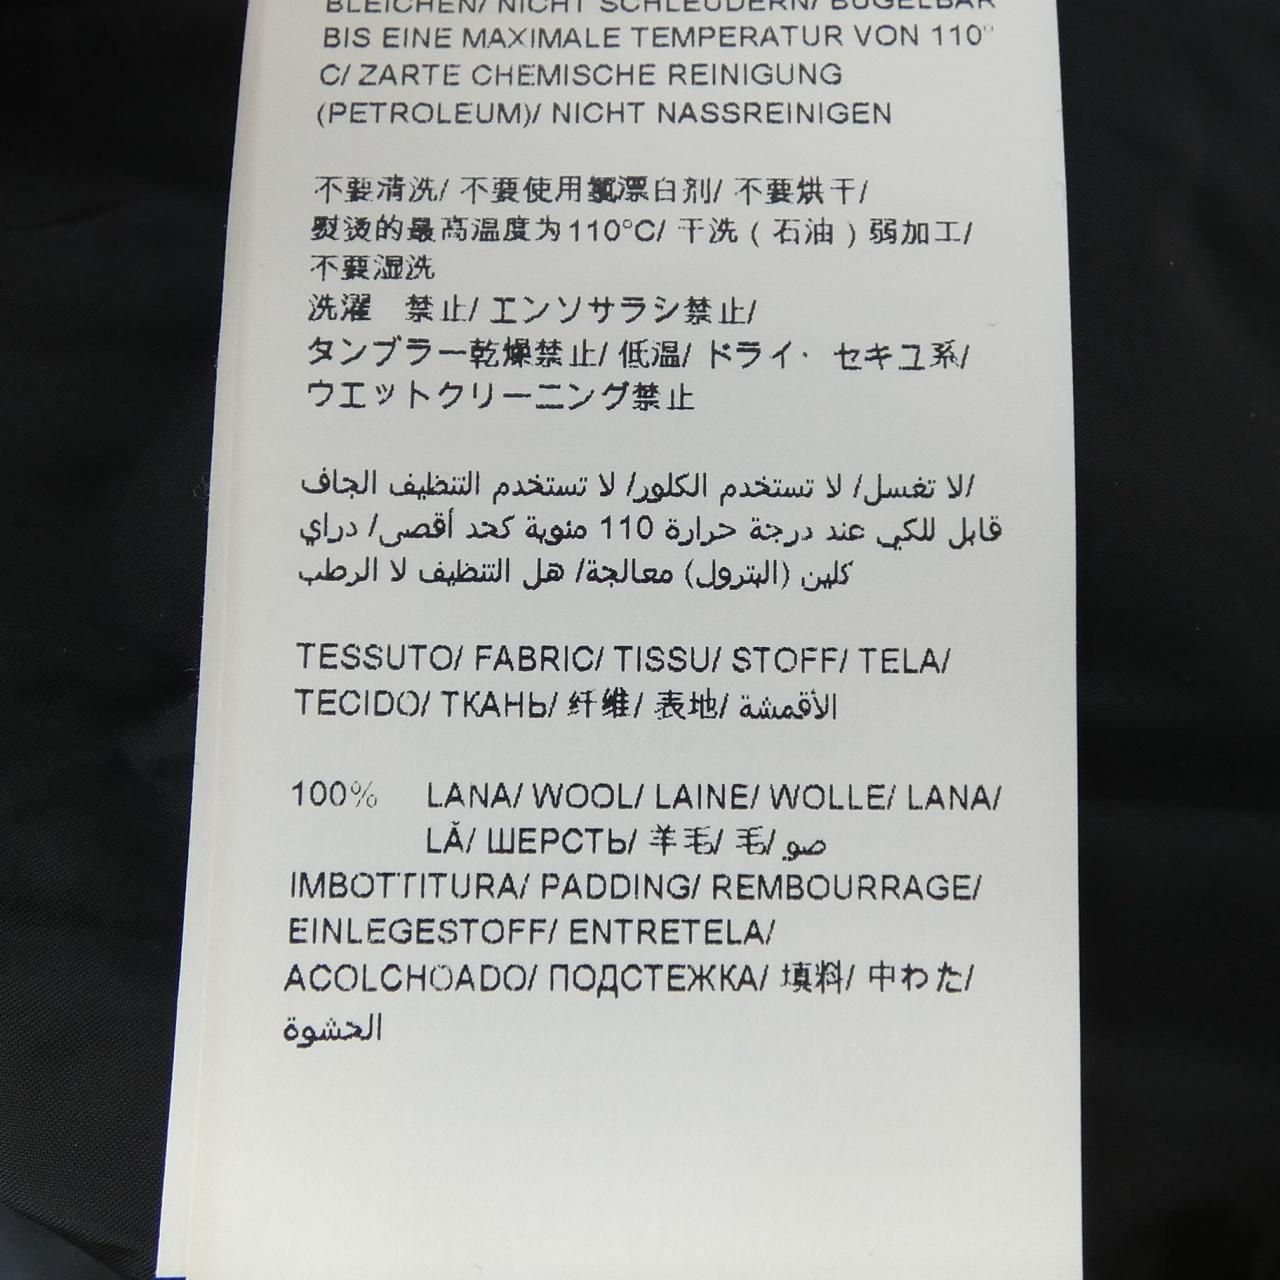 BLEICHEN/ NICHT SCHLEUDERN/ BÜGELBAR
BIS EINE MAXIMALE TEMPERATUR VON 110°
C/ ZARTE CHEMISCHE REINIGUNG
(PETROLEUM)/ NICHT NASSREINIGEN
不要清洗/ 不要使用氯漂白剂/ 不要烘干/
熨烫的最高温度为110°C/ 干洗 ( 石油 ) 弱加工/
不要湿洗
洗濯　禁止/ エンソサラシ禁止/
タンブラー乾燥禁止/ 低温/ ドライ· セキユ系/
ウエットクリーニング禁止
لا تغسل/ لا تستخدم الكلور/ لا تستخدم التنظيف الجاف/
قابل للكي عند درجة حرارة 110 مئوية كحد أقصى/ دراي
كلين (البترول) معالجة/ هل التنظيف لا الرطب
TESSUTO/ FABRIC/ TISSU/ STOFF/ TELA/
TECIDO/ ТКАНЬ/ 纤维/ 表地/ الأقمشة
100% LANA/ WOOL/ LAINE/ WOLLE/ LANA/
LÃ/ ШЕРСТЬ/ 羊毛/ 毛/ صو
IMBOTTITURA/ PADDING/ REMBOURRAGE/
EINLEGESTOFF/ ENTRETELA/
ACOLCHOADO/ ПОДСТЕЖКА/ 填料/ 中わた/
الحشوة